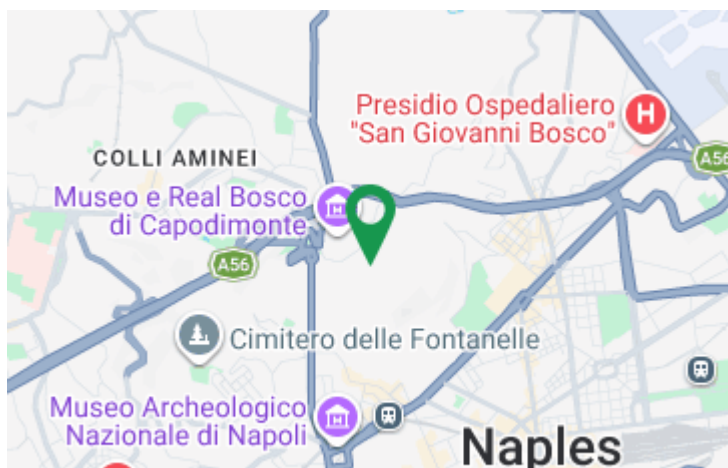 Presidio Ospedaliero
"San Giovanni Bosco"
H
A56
COLLI AMINEI
Museo e Real Bosco
di Capodimonte
A56
Cimitero delle Fontanelle
Museo Archeologico
Nazionale di Napoli
Naples